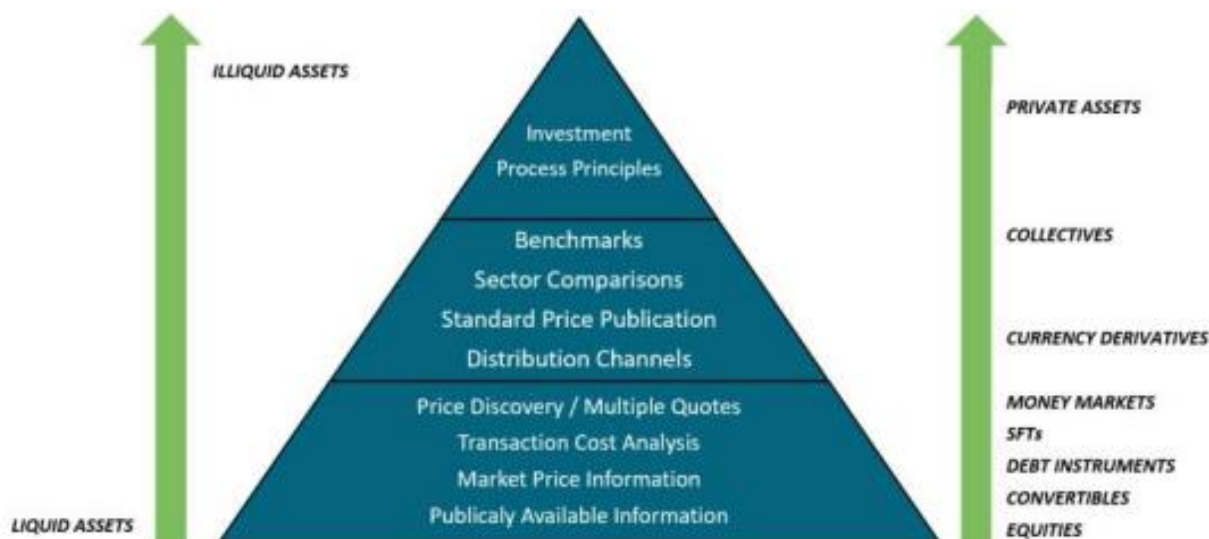 ILLIQUID ASSETS
LIQUID ASSETS
Investment
Process Principles
Benchmarks
Sector Comparisons
Standard Price Publication
Distribution Channels
Price Discovery / Multiple Quotes
Transaction Cost Analysis
Market Price Information
Publicaly Available Information
PRIVATE ASSETS
COLLECTIVES
CURRENCY DERIVATIVES
MONEY MARKETS
SFTs
DEBT INSTRUMENTS
CONVERTIBLES
EQUITIES